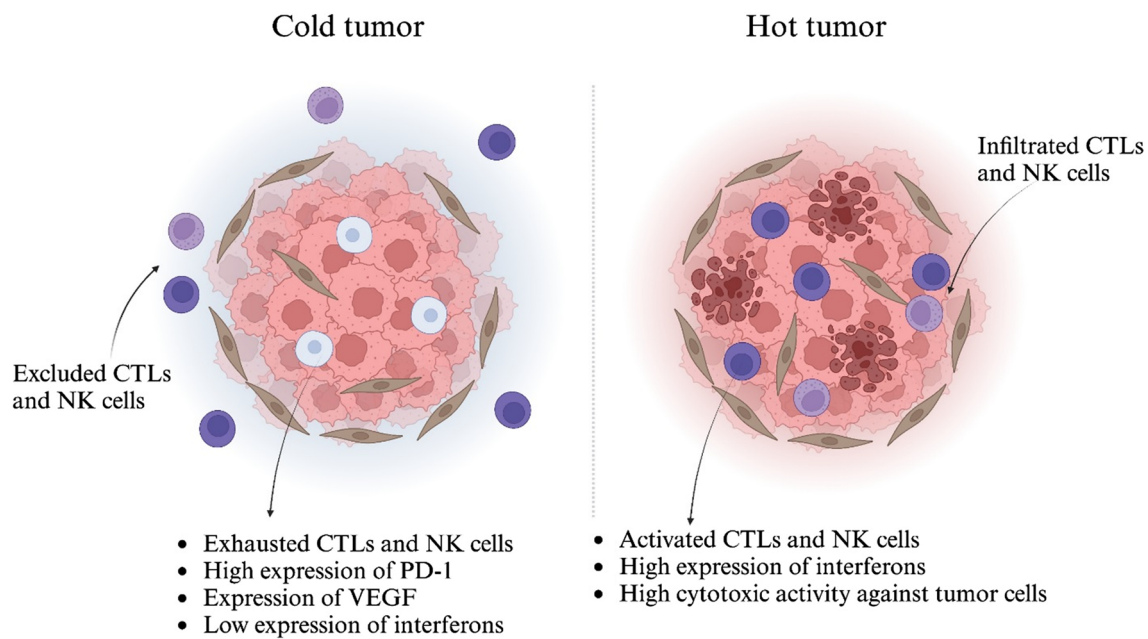 Cold tumor
Hot tumor
Infiltrated CTLs
and NK cells
Excluded CTLs
and NK cells
• Exhausted CTLs and NK cells
• High expression of PD-1
• Expression of VEGF
• Low expression of interferons
• Activated CTLs and NK cells
• High expression of interferons
• High cytotoxic activity against tumor cells